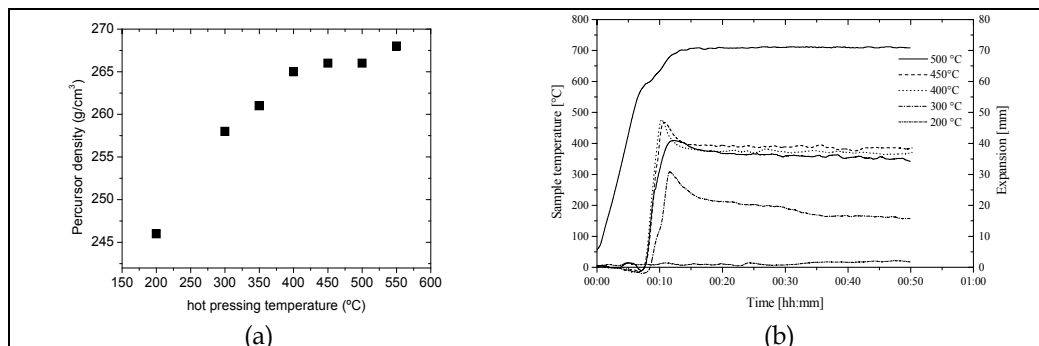 270
265
260
255
250
245
150 200 250 300 350 400 450 500 550 600
Percursor density (g/cm³)
hot pressing temperature (ºC)
(a)
800
700
600
500
400
300
200
100
0
Sample temperature [°C]
80
70
60
50
40
30
20
10
0
Expansion [mm]
500 °C
450°C
400°C
300 °C
200 °C
00:00 00:10 00:20 00:30 00:40 00:50 01:00
Time [hh:mm]
(b)